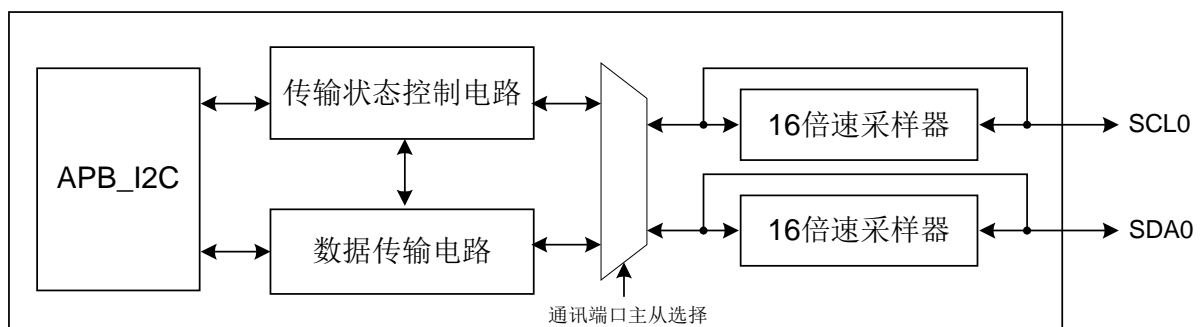 传输状态控制电路
APB_I2C
数据传输电路
16倍速采样器
SCL0
16倍速采样器
SDA0
通讯端口主从选择